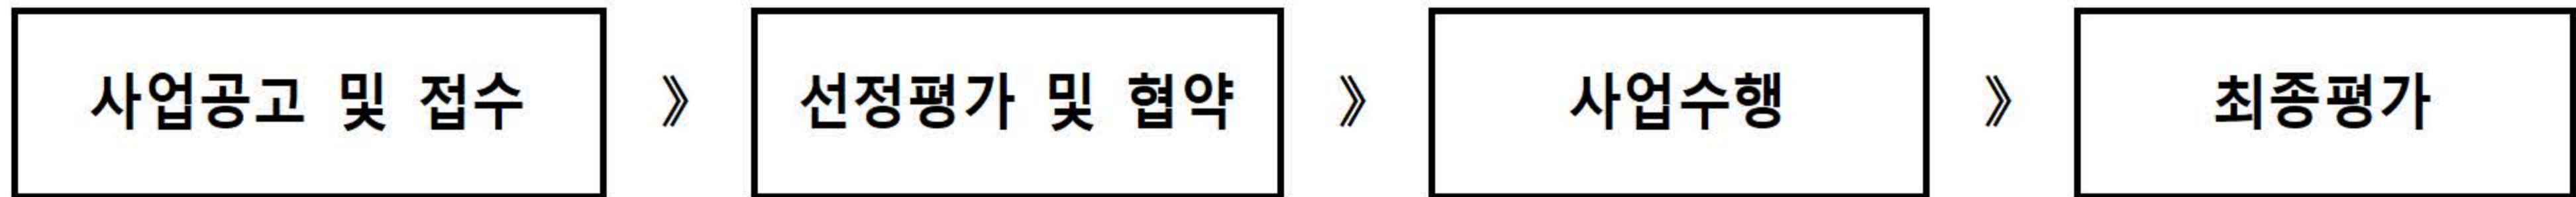 사업공고 및 접수 》 선정평가 및 협약 》 사업수행 》 최종평가